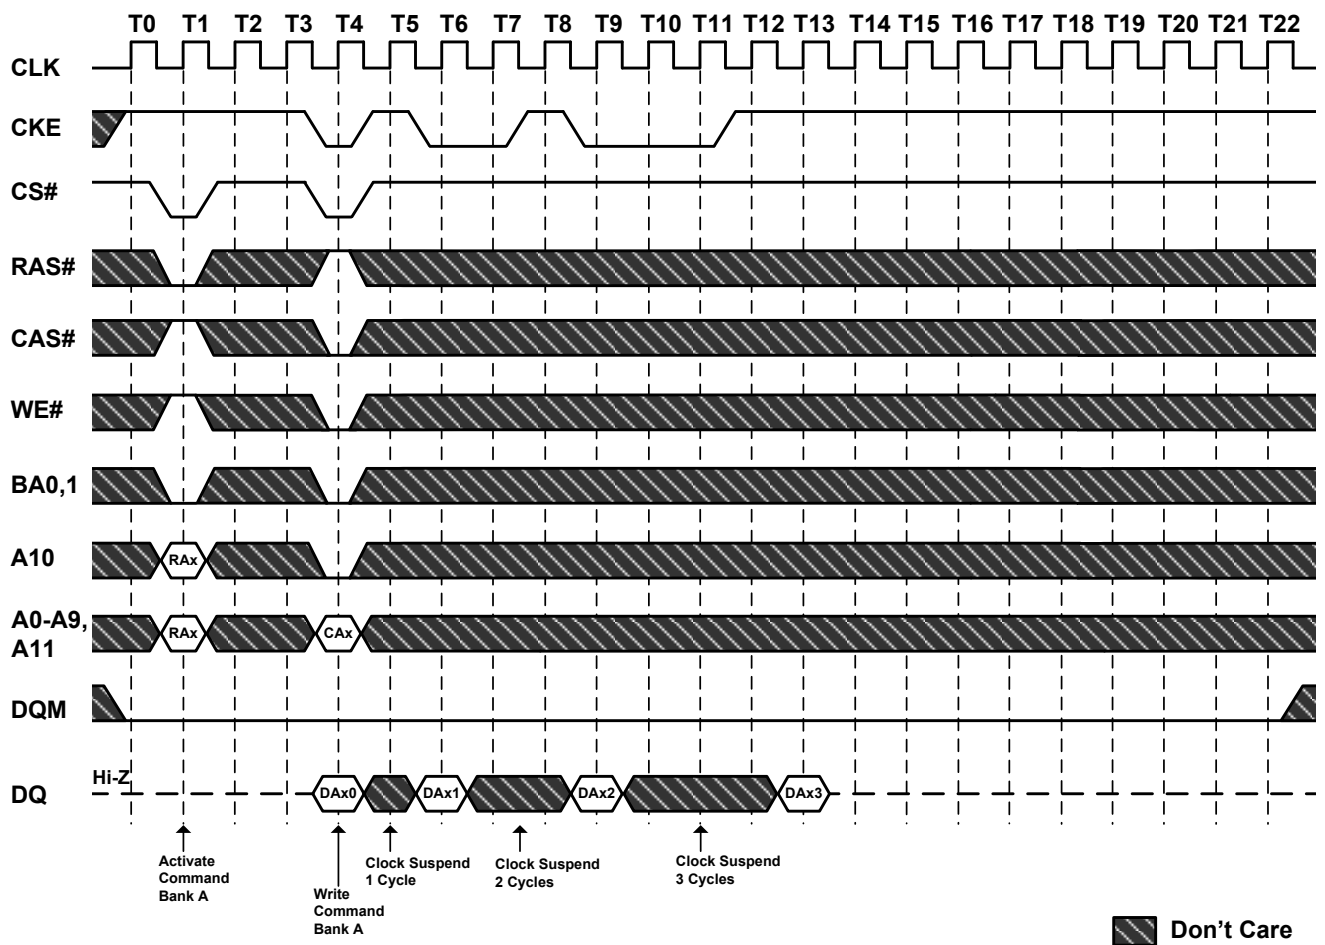 T0 T1 T2 T3 T4 T5 T6 T7 T8 T9 T10 T11 T12 T13 T14 T15 T16 T17 T18 T19 T20 T21 T22
CLK
CKE
CS#
RAS#
CAS#
WE#
BA0,1
A10
RAx
A0-A9,
A11
RAx
CAx
DQM
Hi-Z
DQ
DAx0
DAx1
DAx2
DAx3
Activate
Command
Bank A
Write
Command
Bank A
Clock Suspend
1 Cycle
Clock Suspend
2 Cycles
Clock Suspend
3 Cycles
Don't Care